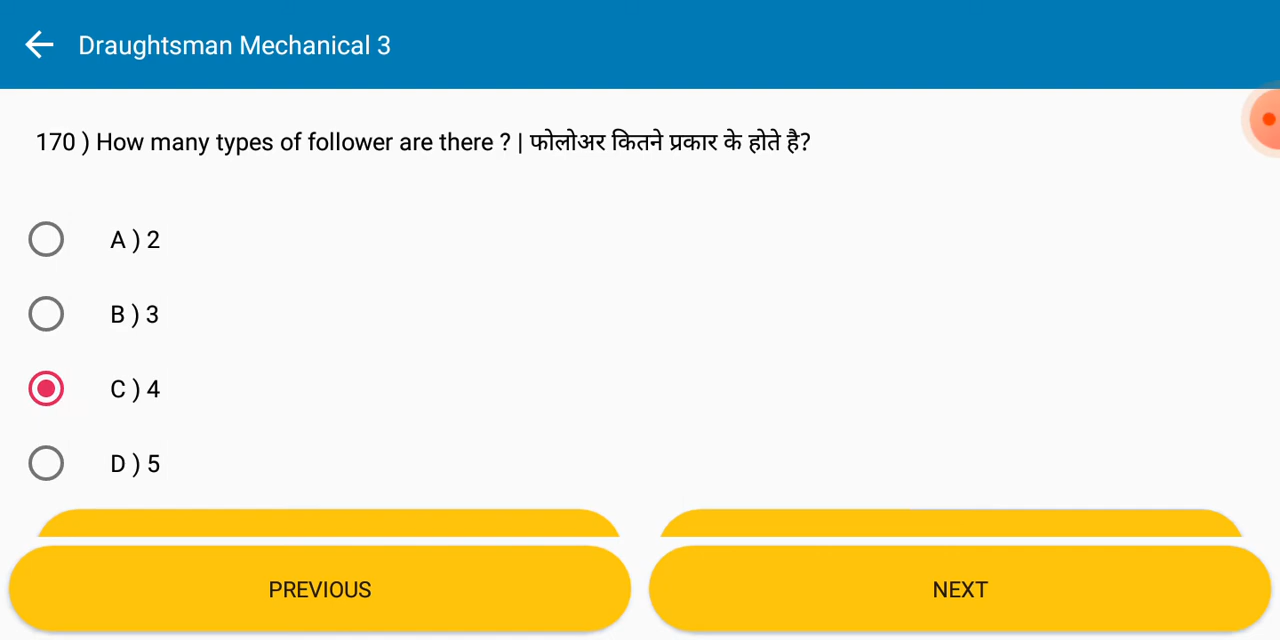 Draughtsman Mechanical 3
170 ) How many types of follower are there ? | फोलोअर कितने प्रकार के होते है?
A ) 2
B ) 3
C ) 4
D ) 5
PREVIOUS
NEXT